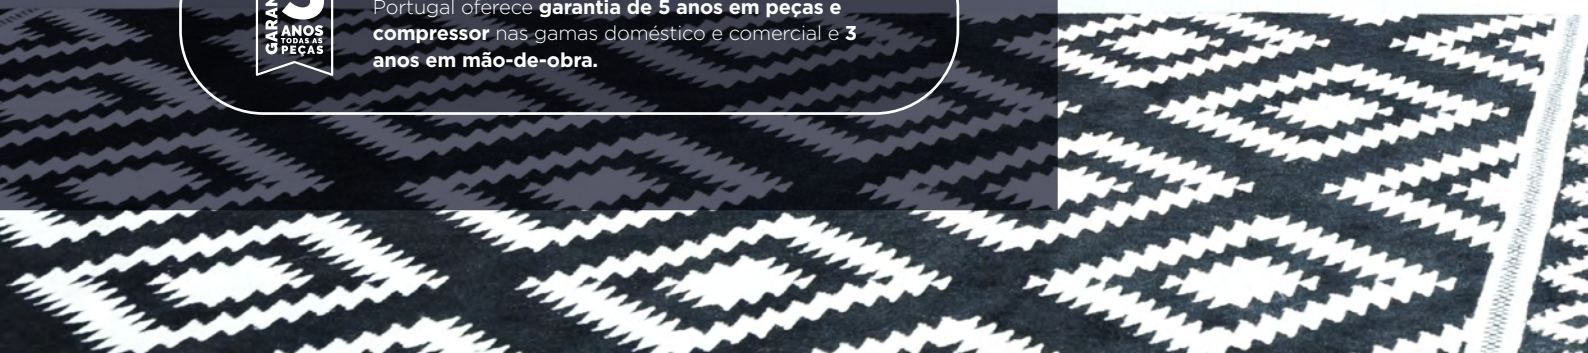 GARAN
ANOS
TODAS AS
PEÇAS
Portugal oferece garantia de 5 anos em peças e
compressor nas gamas doméstico e comercial e 3
anos em mão-de-obra.